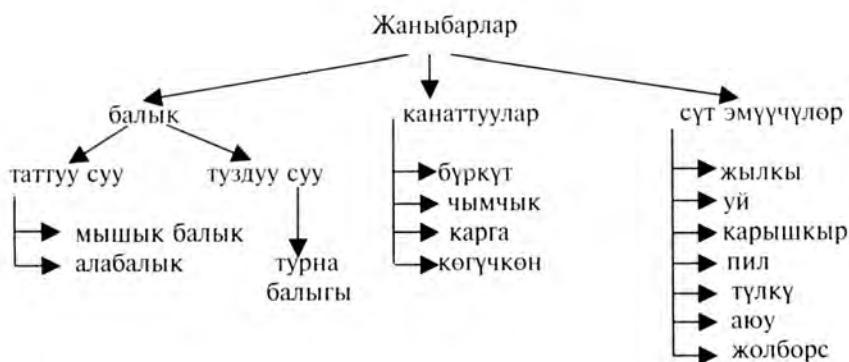 Жаныбарлар
балык
канаттуулар
сүт эмүүчүлөр
таттуу суу
туздуу суу
мышык балык
алабалык
турна
балыгы
бүркүт
чымчык
карга
көгүчкөн
жылкы
уй
карышкыр
пил
түлкү
аюу
жолборс